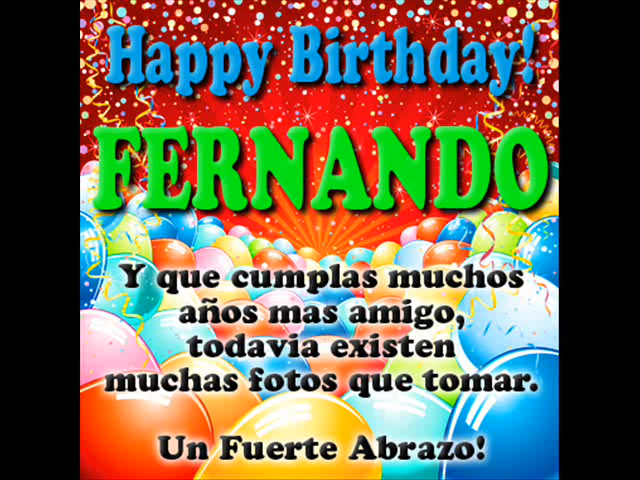 Happy Birthday!
FERNANDO
Y que cumplas muchos
años mas amigo,
todavia existen
muchas fotos que tomar.
Un Fuerte Abrazo!